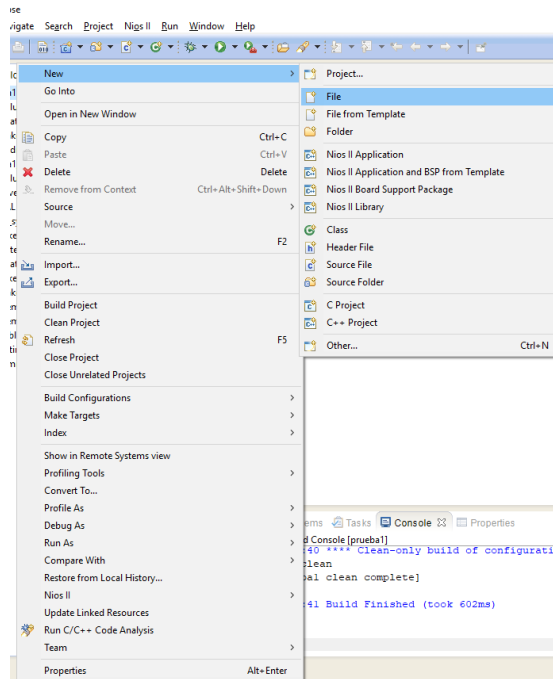 vigate Search Project Nios II Run Window Help
New
Go Into
Open in New Window
Copy Ctrl+C
Paste Ctrl+V
Delete Delete
Remove from Context Ctrl+Alt+Shift+Down
Source
Move...
Rename... F2
Import...
Export...
Build Project
Clean Project
Refresh F5
Close Project
Close Unrelated Projects
Build Configurations
Make Targets
Index
Show in Remote Systems view
Profiling Tools
Convert To...
Profile As
Debug As
Run As
Compare With
Restore from Local History...
Nios II
Update Linked Resources
Run C/C++ Code Analysis
Team
Properties Alt+Enter
Project...
File
File from Template
Folder
Nios II Application
Nios II Application and BSP from Template
Nios II Board Support Package
Nios II Library
Class
Header File
Source File
Source Folder
C Project
C++ Project
Other... Ctrl+N
ems Tasks Console Properties
d Console [prueba1]
:40 **** Clean-only build of configurati
clean
bal clean complete]
:41 Build Finished (took 602ms)